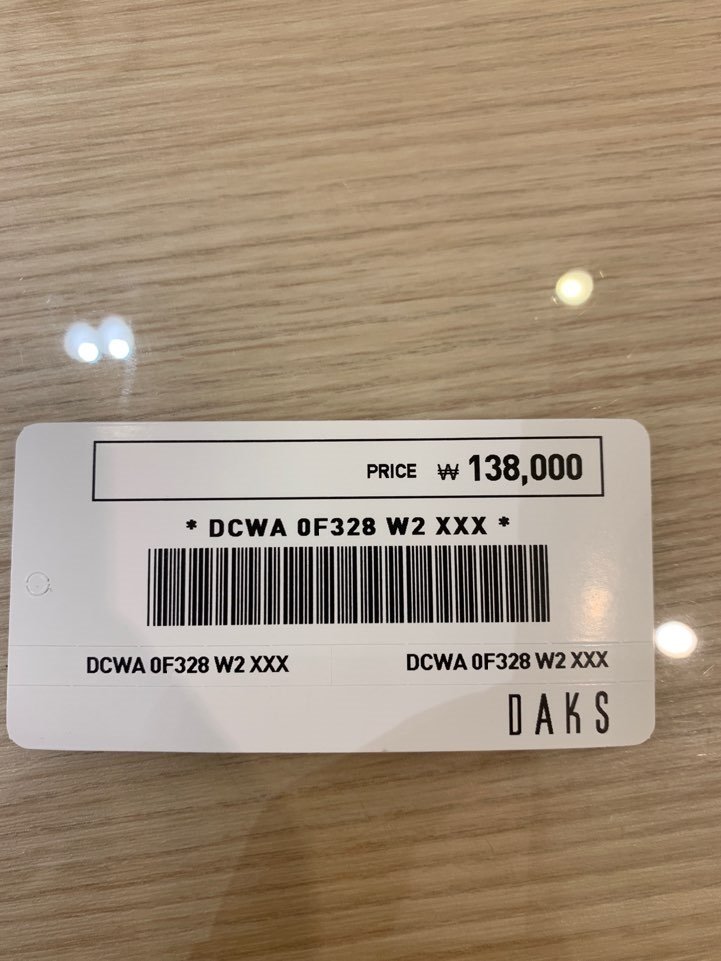 PRICE ₩ 138,000
* DCWA 0F328 W2 XXX *
DCWA 0F328 W2 XXX DCWA 0F328 W2 XXX
DAKS